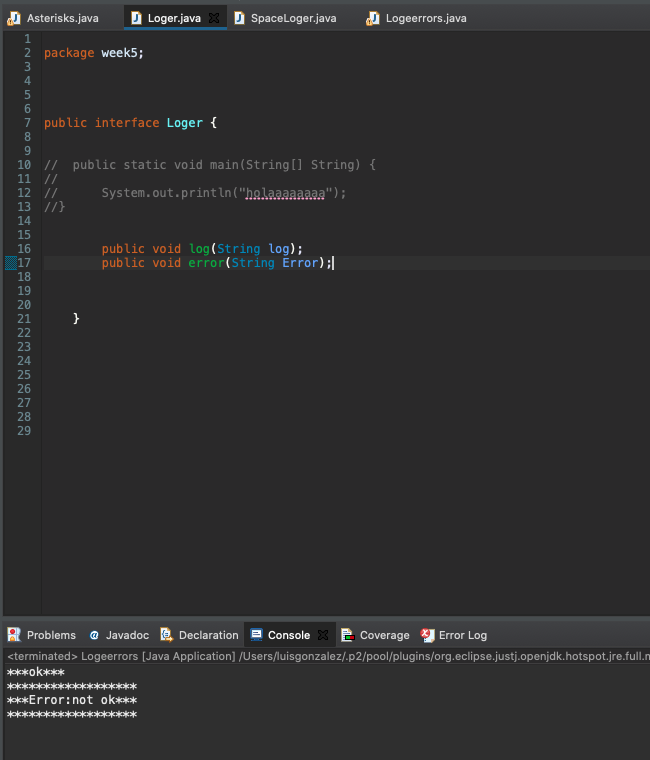 Asterisks.java Loger.java SpaceLoger.java Logeerrors.java
1
2 package week5;
3
4
5
6
7 public interface Loger {
8
9
10 // public static void main(String[] String) {
11 //
12 // System.out.println("holaaaaaaaa");
13 //}
14
15
16 public void log(String log);
17 public void error(String Error);
18
19
20
21 }
22
23
24
25
26
27
28
29
Problems @ Javadoc Declaration Console Coverage Error Log
<terminated> Logeerrors [Java Application] /Users/luisgonzalez/.p2/pool/plugins/org.eclipse.justj.openjdk.hotspot.jre.full.m
***ok***
******************
***Error:not ok***
******************